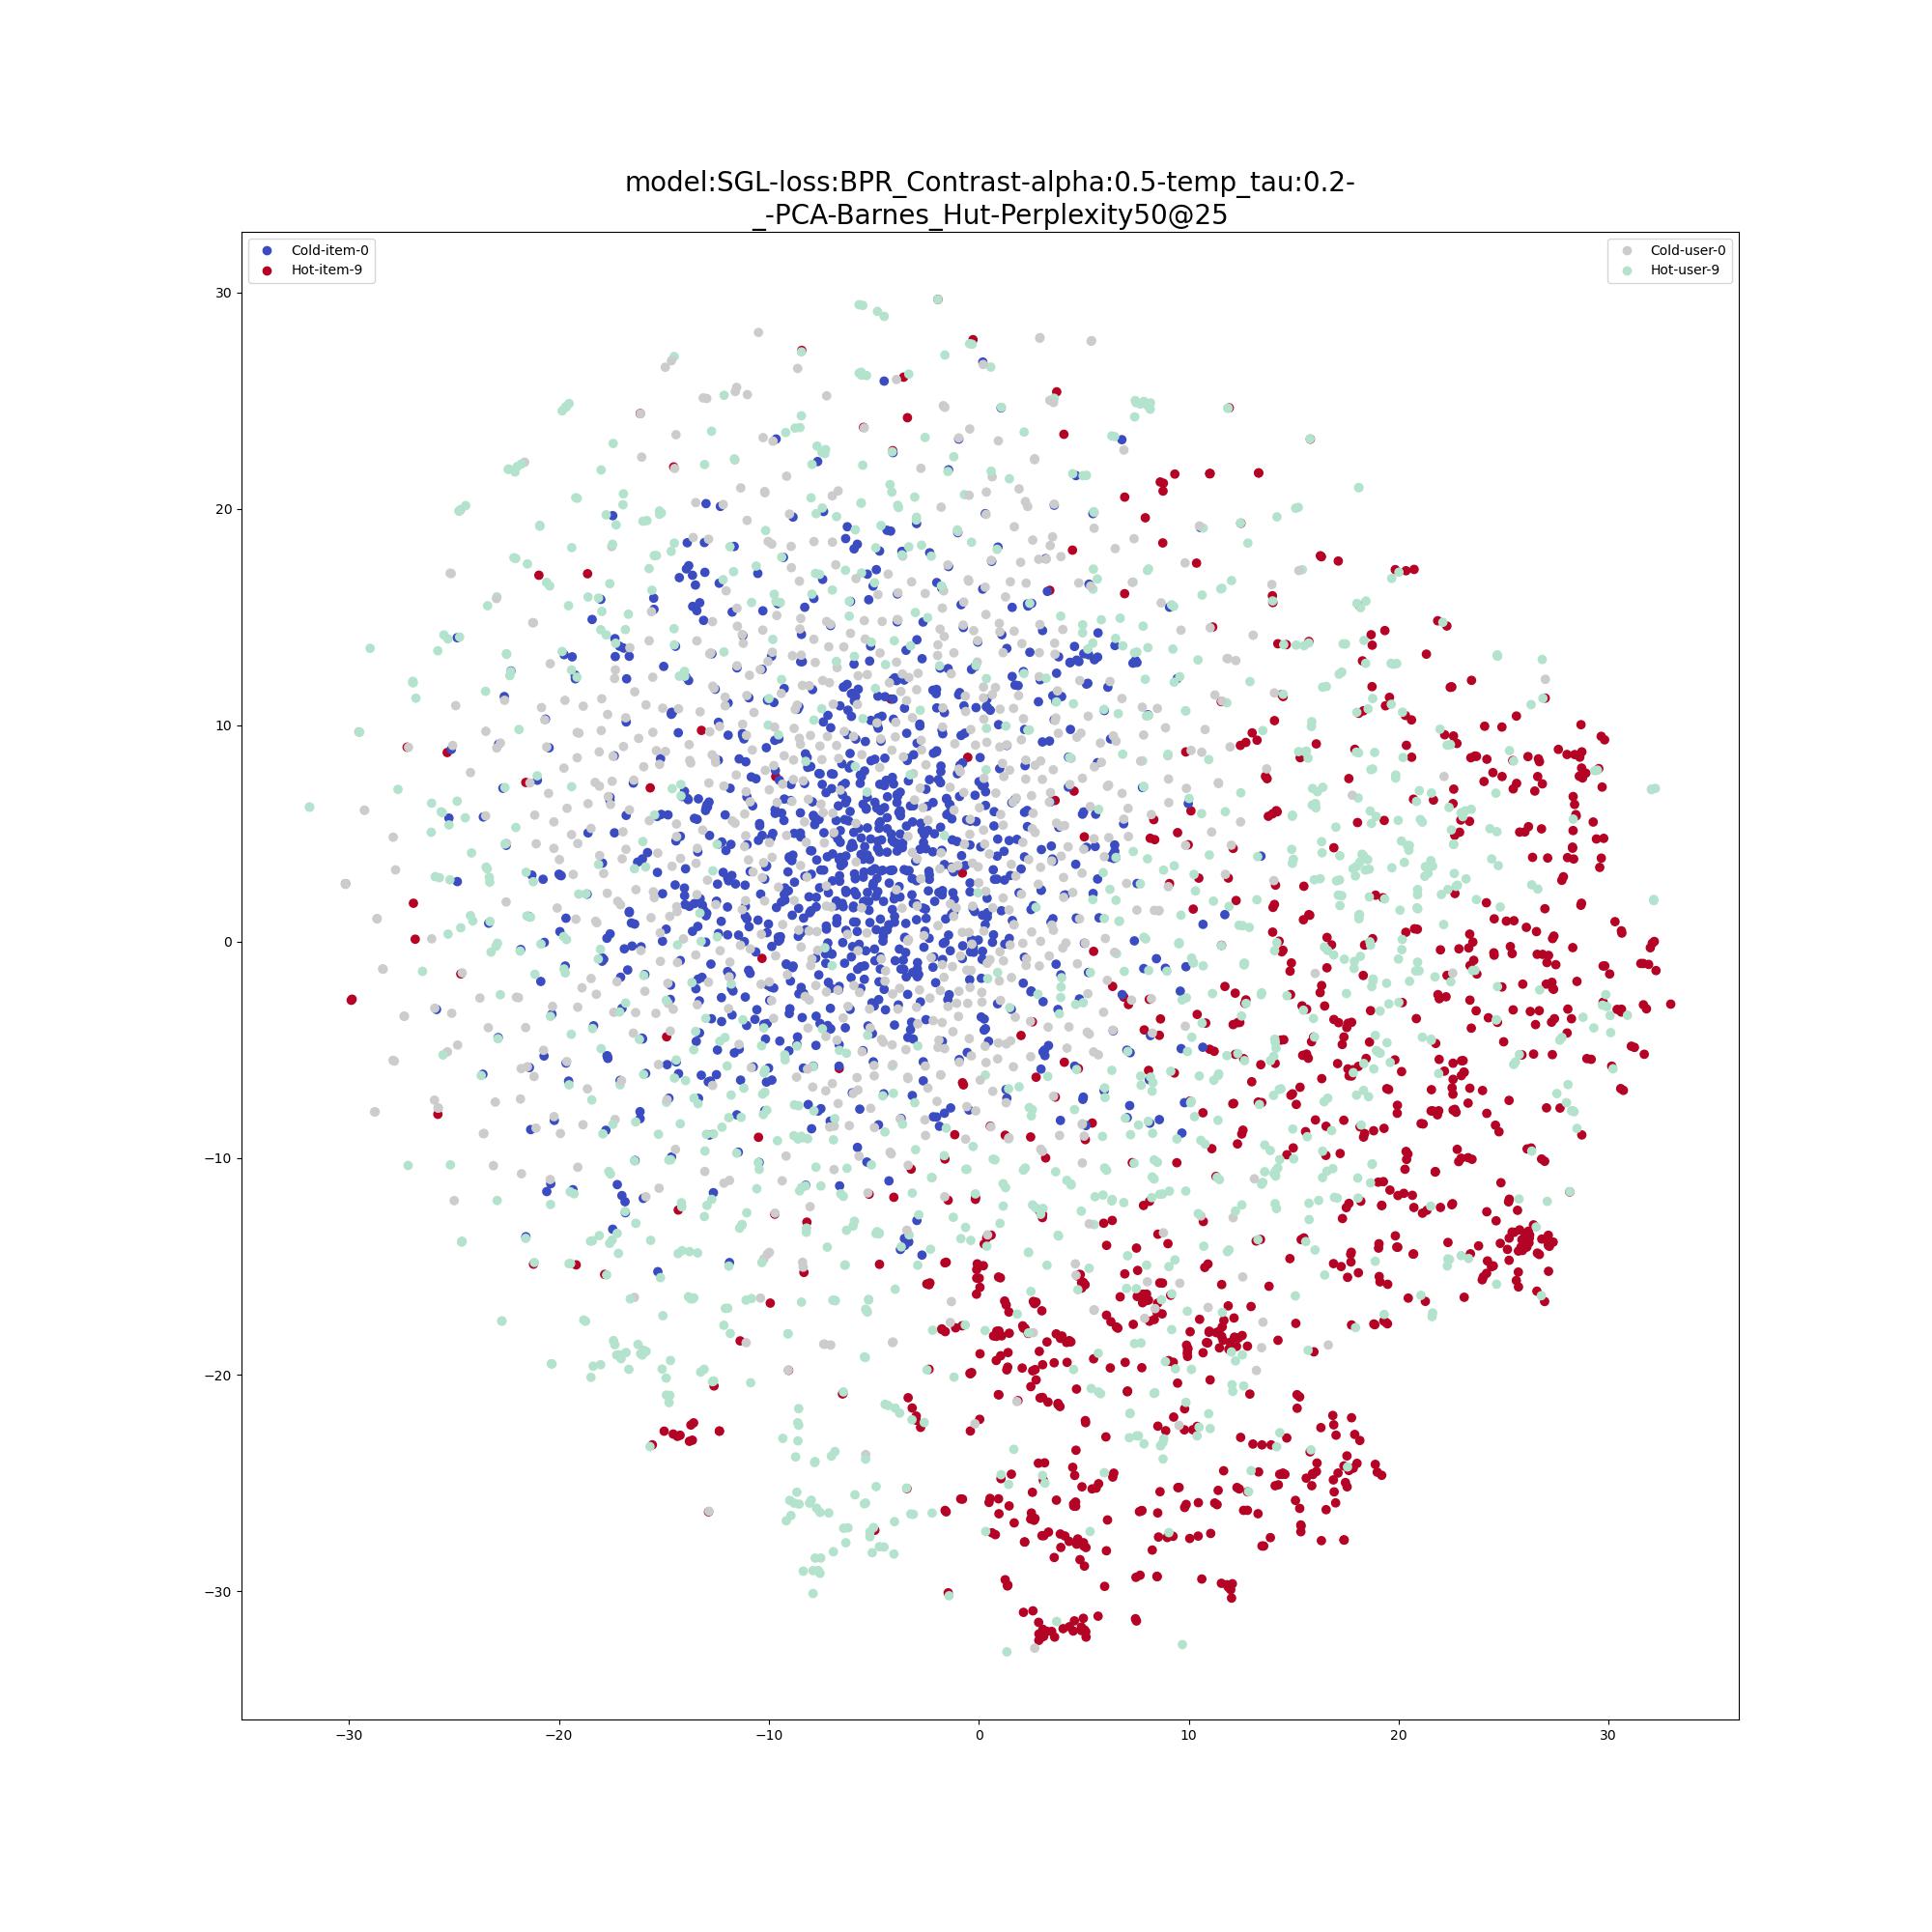 model:SGL-loss:BPR_Contrast-alpha:0.5-temp_tau:0.2-
_-PCA-Barnes_Hut-Perplexity50@25
Cold-item-0
Hot-item-9
Cold-user-0
Hot-user-9
30
20
10
0
−10
−20
−30
−30
−20
−10
0
10
20
30